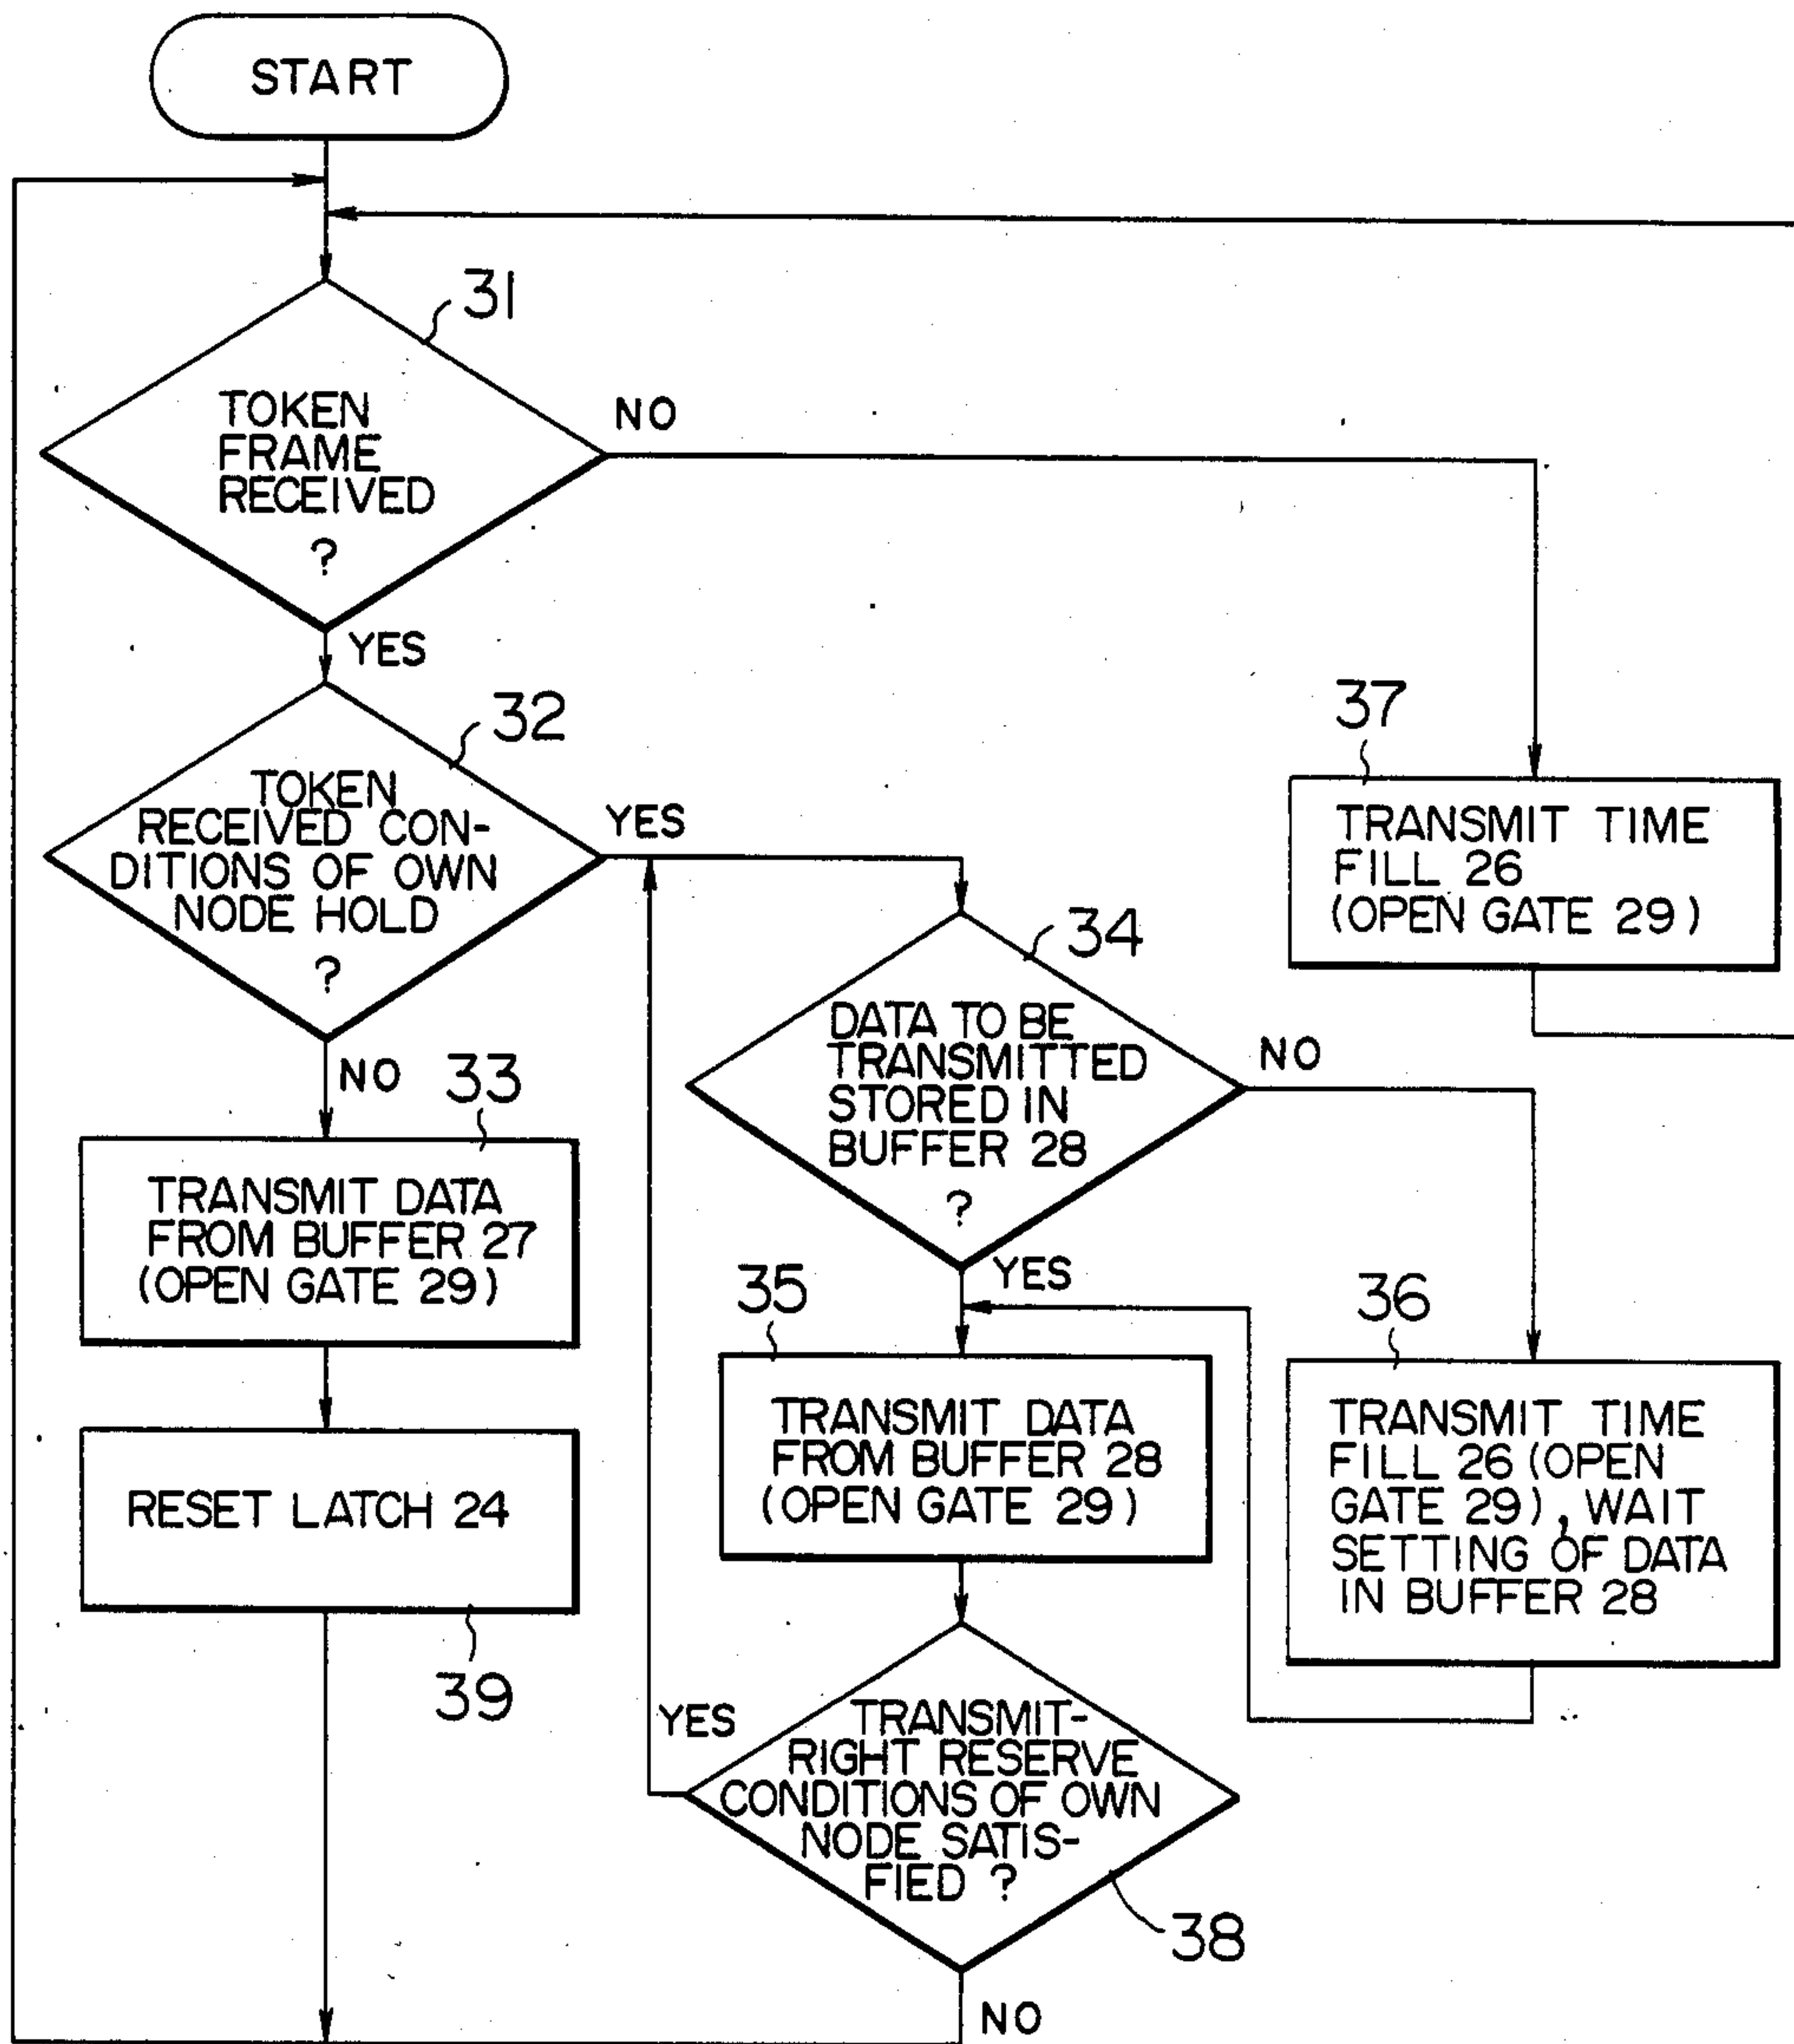 START
31
TOKEN
FRAME
RECEIVED
?
NO
YES
32
TOKEN
RECEIVED CON-
DITIONS OF OWN
NODE HOLD
?
YES
NO
37
TRANSMIT TIME
FILL 26
(OPEN GATE 29)
34
DATA TO BE
TRANSMITTED
STORED IN
BUFFER 28
?
NO
YES
33
TRANSMIT DATA
FROM BUFFER 27
(OPEN GATE 29)
35
TRANSMIT DATA
FROM BUFFER 28
(OPEN GATE 29)
36
TRANSMIT TIME
FILL 26 (OPEN
GATE 29), WAIT
SETTING OF DATA
IN BUFFER 28
RESET LATCH 24
39
YES
TRANSMIT-
RIGHT RESERVE
CONDITIONS OF OWN
NODE SATIS-
FIED ?
38
NO